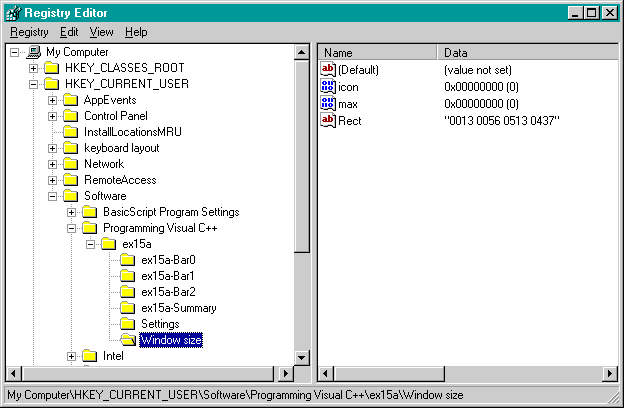 Registry Editor
Registry Edit View Help
My Computer
HKEY_CLASSES_ROOT
HKEY_CURRENT_USER
AppEvents
Control Panel
InstallLocationsMRU
keyboard layout
Network
RemoteAccess
Software
BasicScript Program Settings
Programming Visual C++
ex15a
ex15a-Bar0
ex15a-Bar1
ex15a-Bar2
ex15a-Summary
Settings
Window size
Intel
Name Data
(Default) (value not set)
icon 0x00000000 (0)
max 0x00000000 (0)
Rect "0013 0056 0513 0437"
My Computer\HKEY_CURRENT_USER\Software\Programming Visual C++\ex15a\Window size